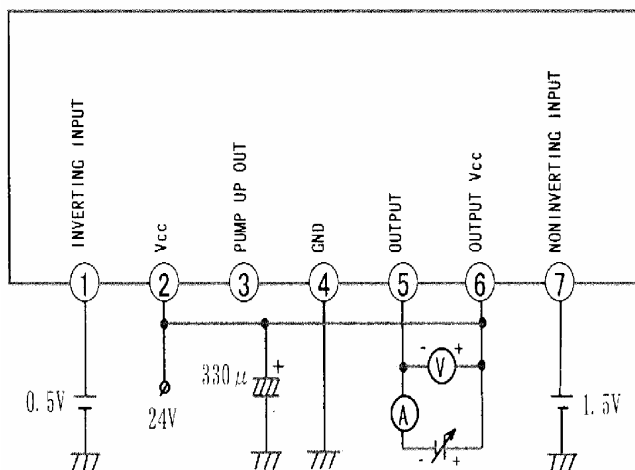 INVERTING INPUT
Vcc
PUMP UP OUT
GND
OUTPUT
OUTPUT Vcc
NONINVERTING INPUT
1
2
3
4
5
6
7
- V +
+
330μ
A
0.5V
24V
1.5V
- +